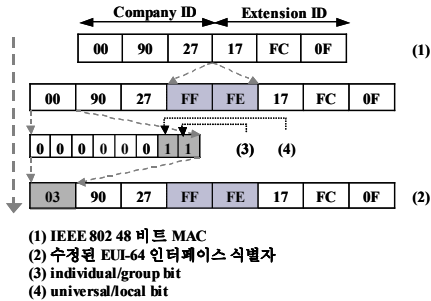 Company ID Extension ID
00 90 27 17 FC 0F (1)
00 90 27 FF FE 17 FC 0F
0 0 0 0 0 0 1 1 (3) (4)
03 90 27 FF FE 17 FC 0F (2)
(1) IEEE 802 48 비트 MAC
(2) 수정된 EUI-64 인터페이스 식별자
(3) individual/group bit
(4) universal/local bit